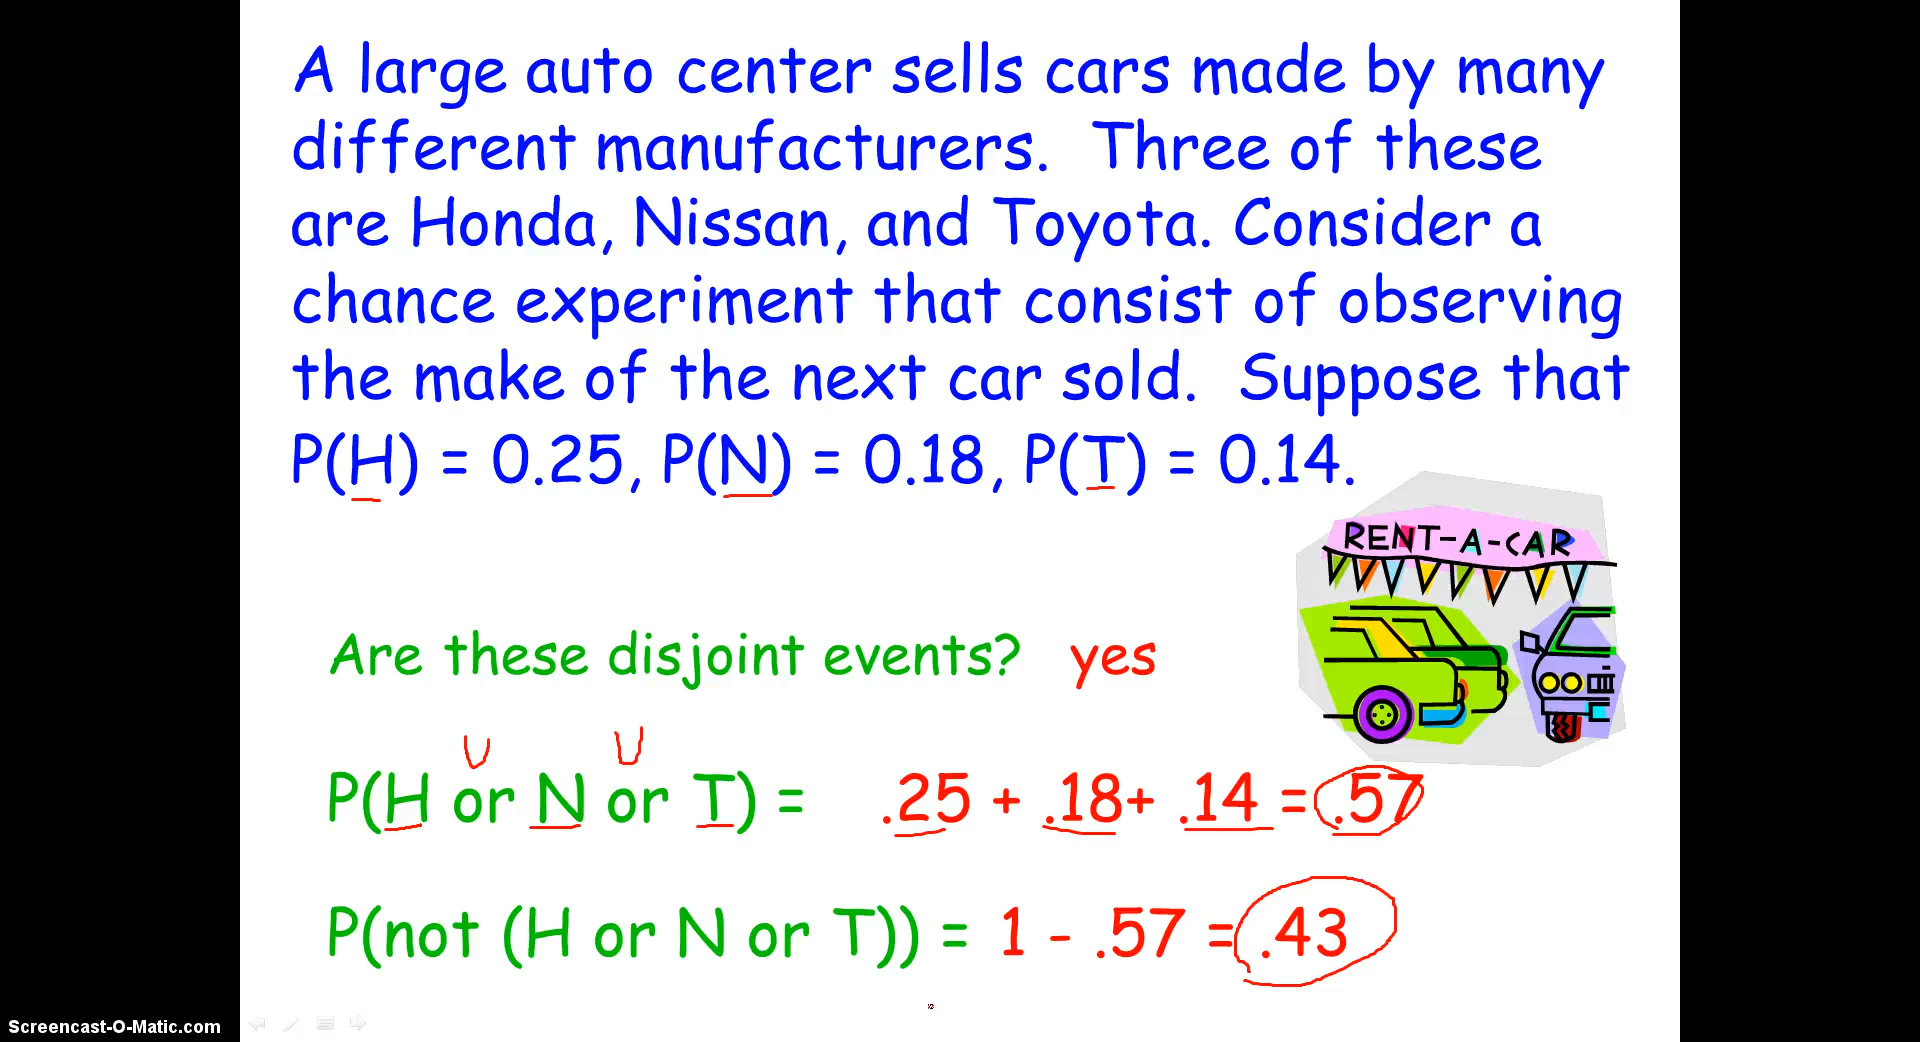 A large auto center sells cars made by many
different manufacturers. Three of these
are Honda, Nissan, and Toyota. Consider a
chance experiment that consist of observing
the make of the next car sold. Suppose that
P(H) = 0.25, P(N) = 0.18, P(T) = 0.14.
RENT-A-CAR
Are these disjoint events? yes
U U
P(H or N or T) = .25 + .18+ .14 = .57
P(not (H or N or T)) = 1 - .57 = .43
Screencast-O-Matic.com